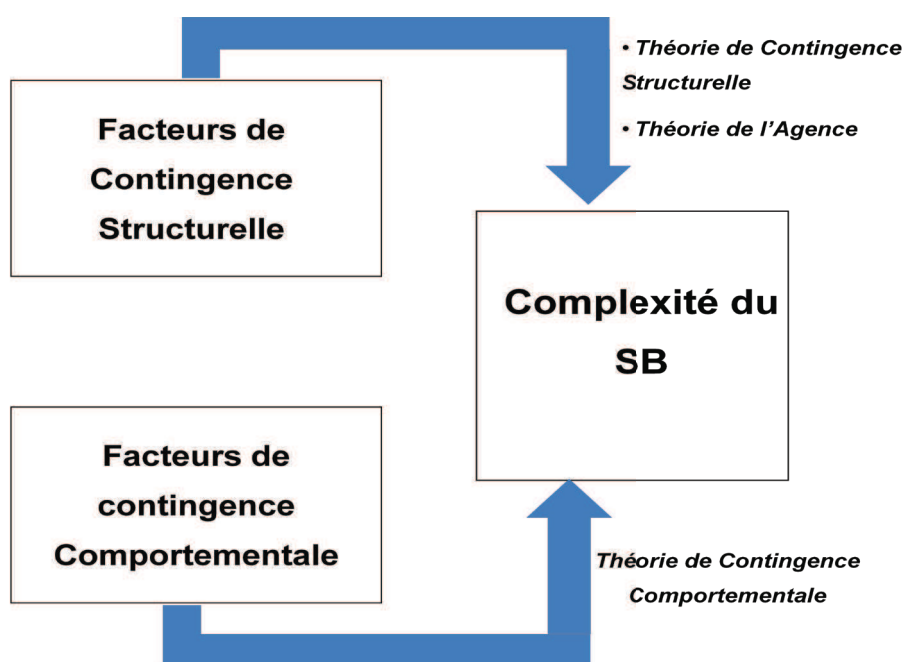 • Théorie de Contingence
Structurelle
• Théorie de l'Agence
Facteurs de
Contingence
Structurelle
Complexité du
SB
Facteurs de
contingence
Comportementale
Théorie de Contingence
Comportementale